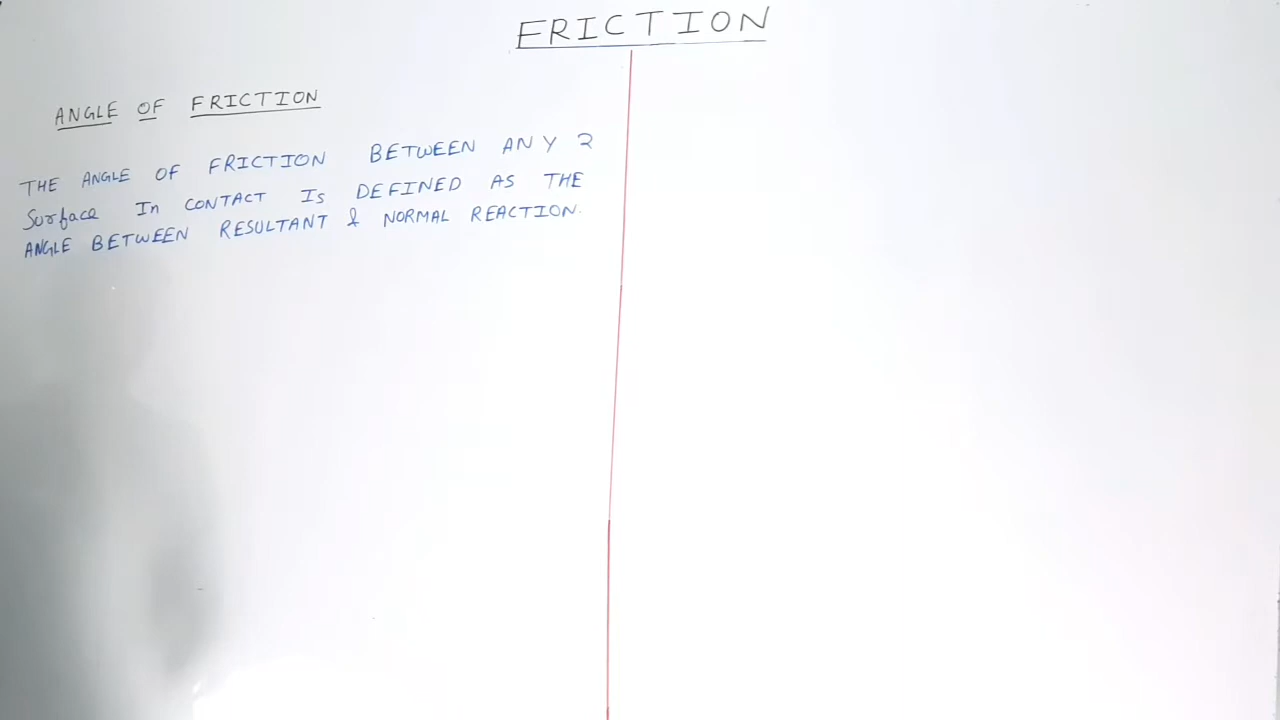 FRICTION
ANGLE OF FRICTION
THE ANGLE OF FRICTION BETWEEN ANY 2
Surface In CONTACT Is DEFINED AS THE
ANGLE BETWEEN RESULTANT & NORMAL REACTION.